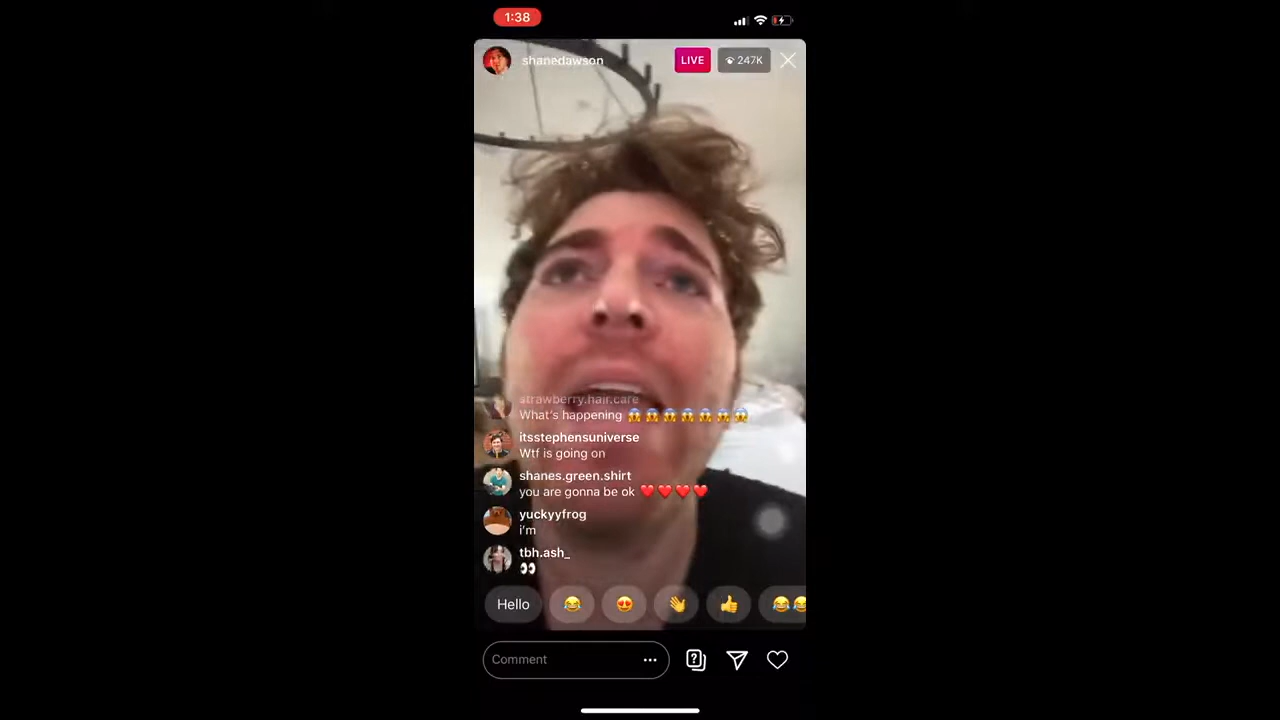 1:38
shanedawson LIVE 247K
strawberry.hair.care
What's happening 😱😱😱😱😱😱😱
itsstephensuniverse
Wtf is going on
shanes.green.shirt
you are gonna be ok ❤️❤️❤️❤️
yuckyyfrog
i'm
tbh.ash_
👀
Hello 😂 😍 👋 👍 😂😂
Comment